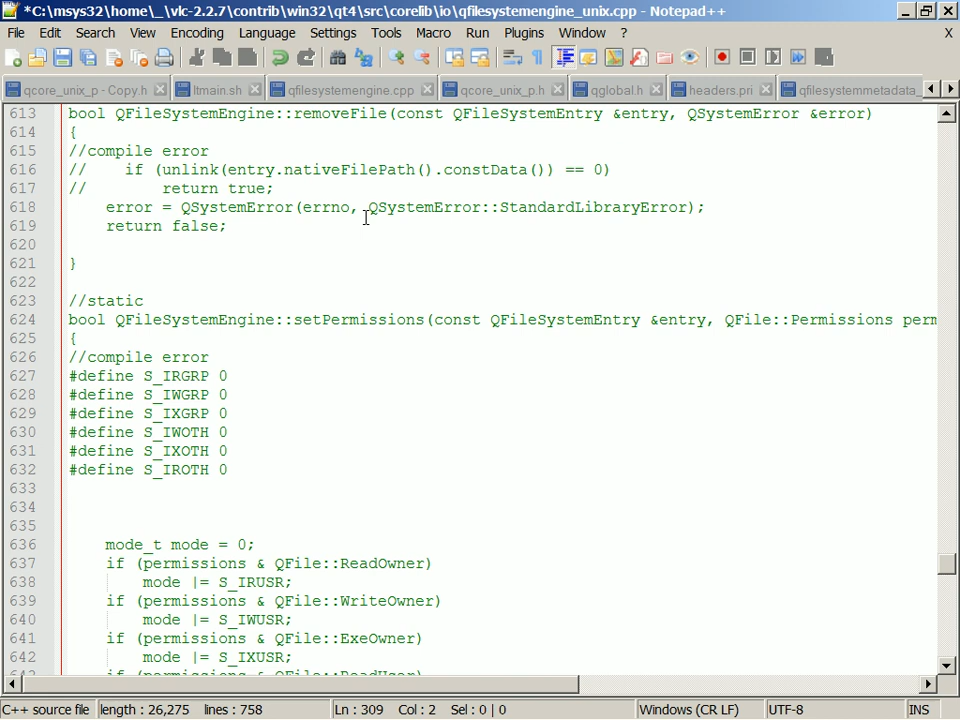 *C:\msys32\home\_\vlc-2.2.7\contrib\win32\qt4\src\corelib\io\qfilesystemengine_unix.cpp - Notepad++
File Edit Search View Encoding Language Settings Tools Macro Run Plugins Window ? X
qcore_unix_p - Copy.h ltmain.sh qfilesystemengine.cpp qcore_unix_p.h qglobal.h headers.pri qfilesystemmetadata_
613 bool QFileSystemEngine::removeFile(const QFileSystemEntry &entry, QSystemError &error)
614 {
615 //compile error
616 //    if (unlink(entry.nativeFilePath().constData()) == 0)
617 //        return true;
618     error = QSystemError(errno, QSystemError::StandardLibraryError);
619     return false;
620
621 }
622
623 //static
624 bool QFileSystemEngine::setPermissions(const QFileSystemEntry &entry, QFile::Permissions perm
625 {
626 //compile error
627 #define S_IRGRP 0
628 #define S_IWGRP 0
629 #define S_IXGRP 0
630 #define S_IWOTH 0
631 #define S_IXOTH 0
632 #define S_IROTH 0
633
634
635
636     mode_t mode = 0;
637     if (permissions & QFile::ReadOwner)
638         mode |= S_IRUSR;
639     if (permissions & QFile::WriteOwner)
640         mode |= S_IWUSR;
641     if (permissions & QFile::ExeOwner)
642         mode |= S_IXUSR;
643     if (permissions & QFile::ReadUser)
C++ source file length : 26,275 lines : 758 Ln : 309 Col : 2 Sel : 0 | 0 Windows (CR LF) UTF-8 INS